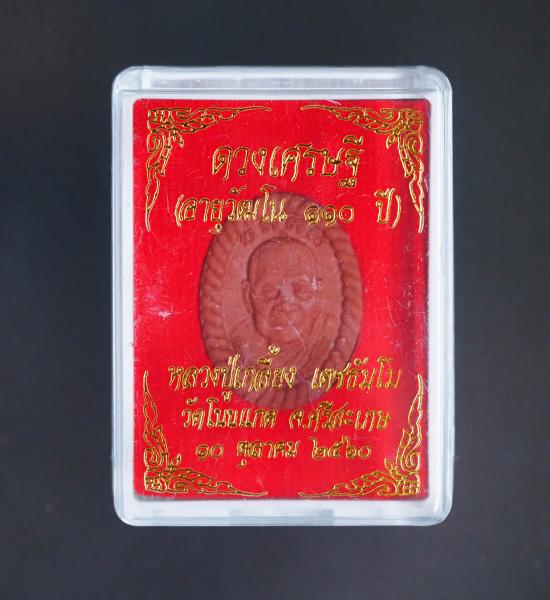 ดวงเศรษฐี
(อายุวัฒโน ๑๑๐ ปี)
หลวงปู่เกลี้ยง เตชธัมโม
วัดโนนแกด จ.ศรีสะเกษ
๑๐ ตุลาคม ๒๕๖๐